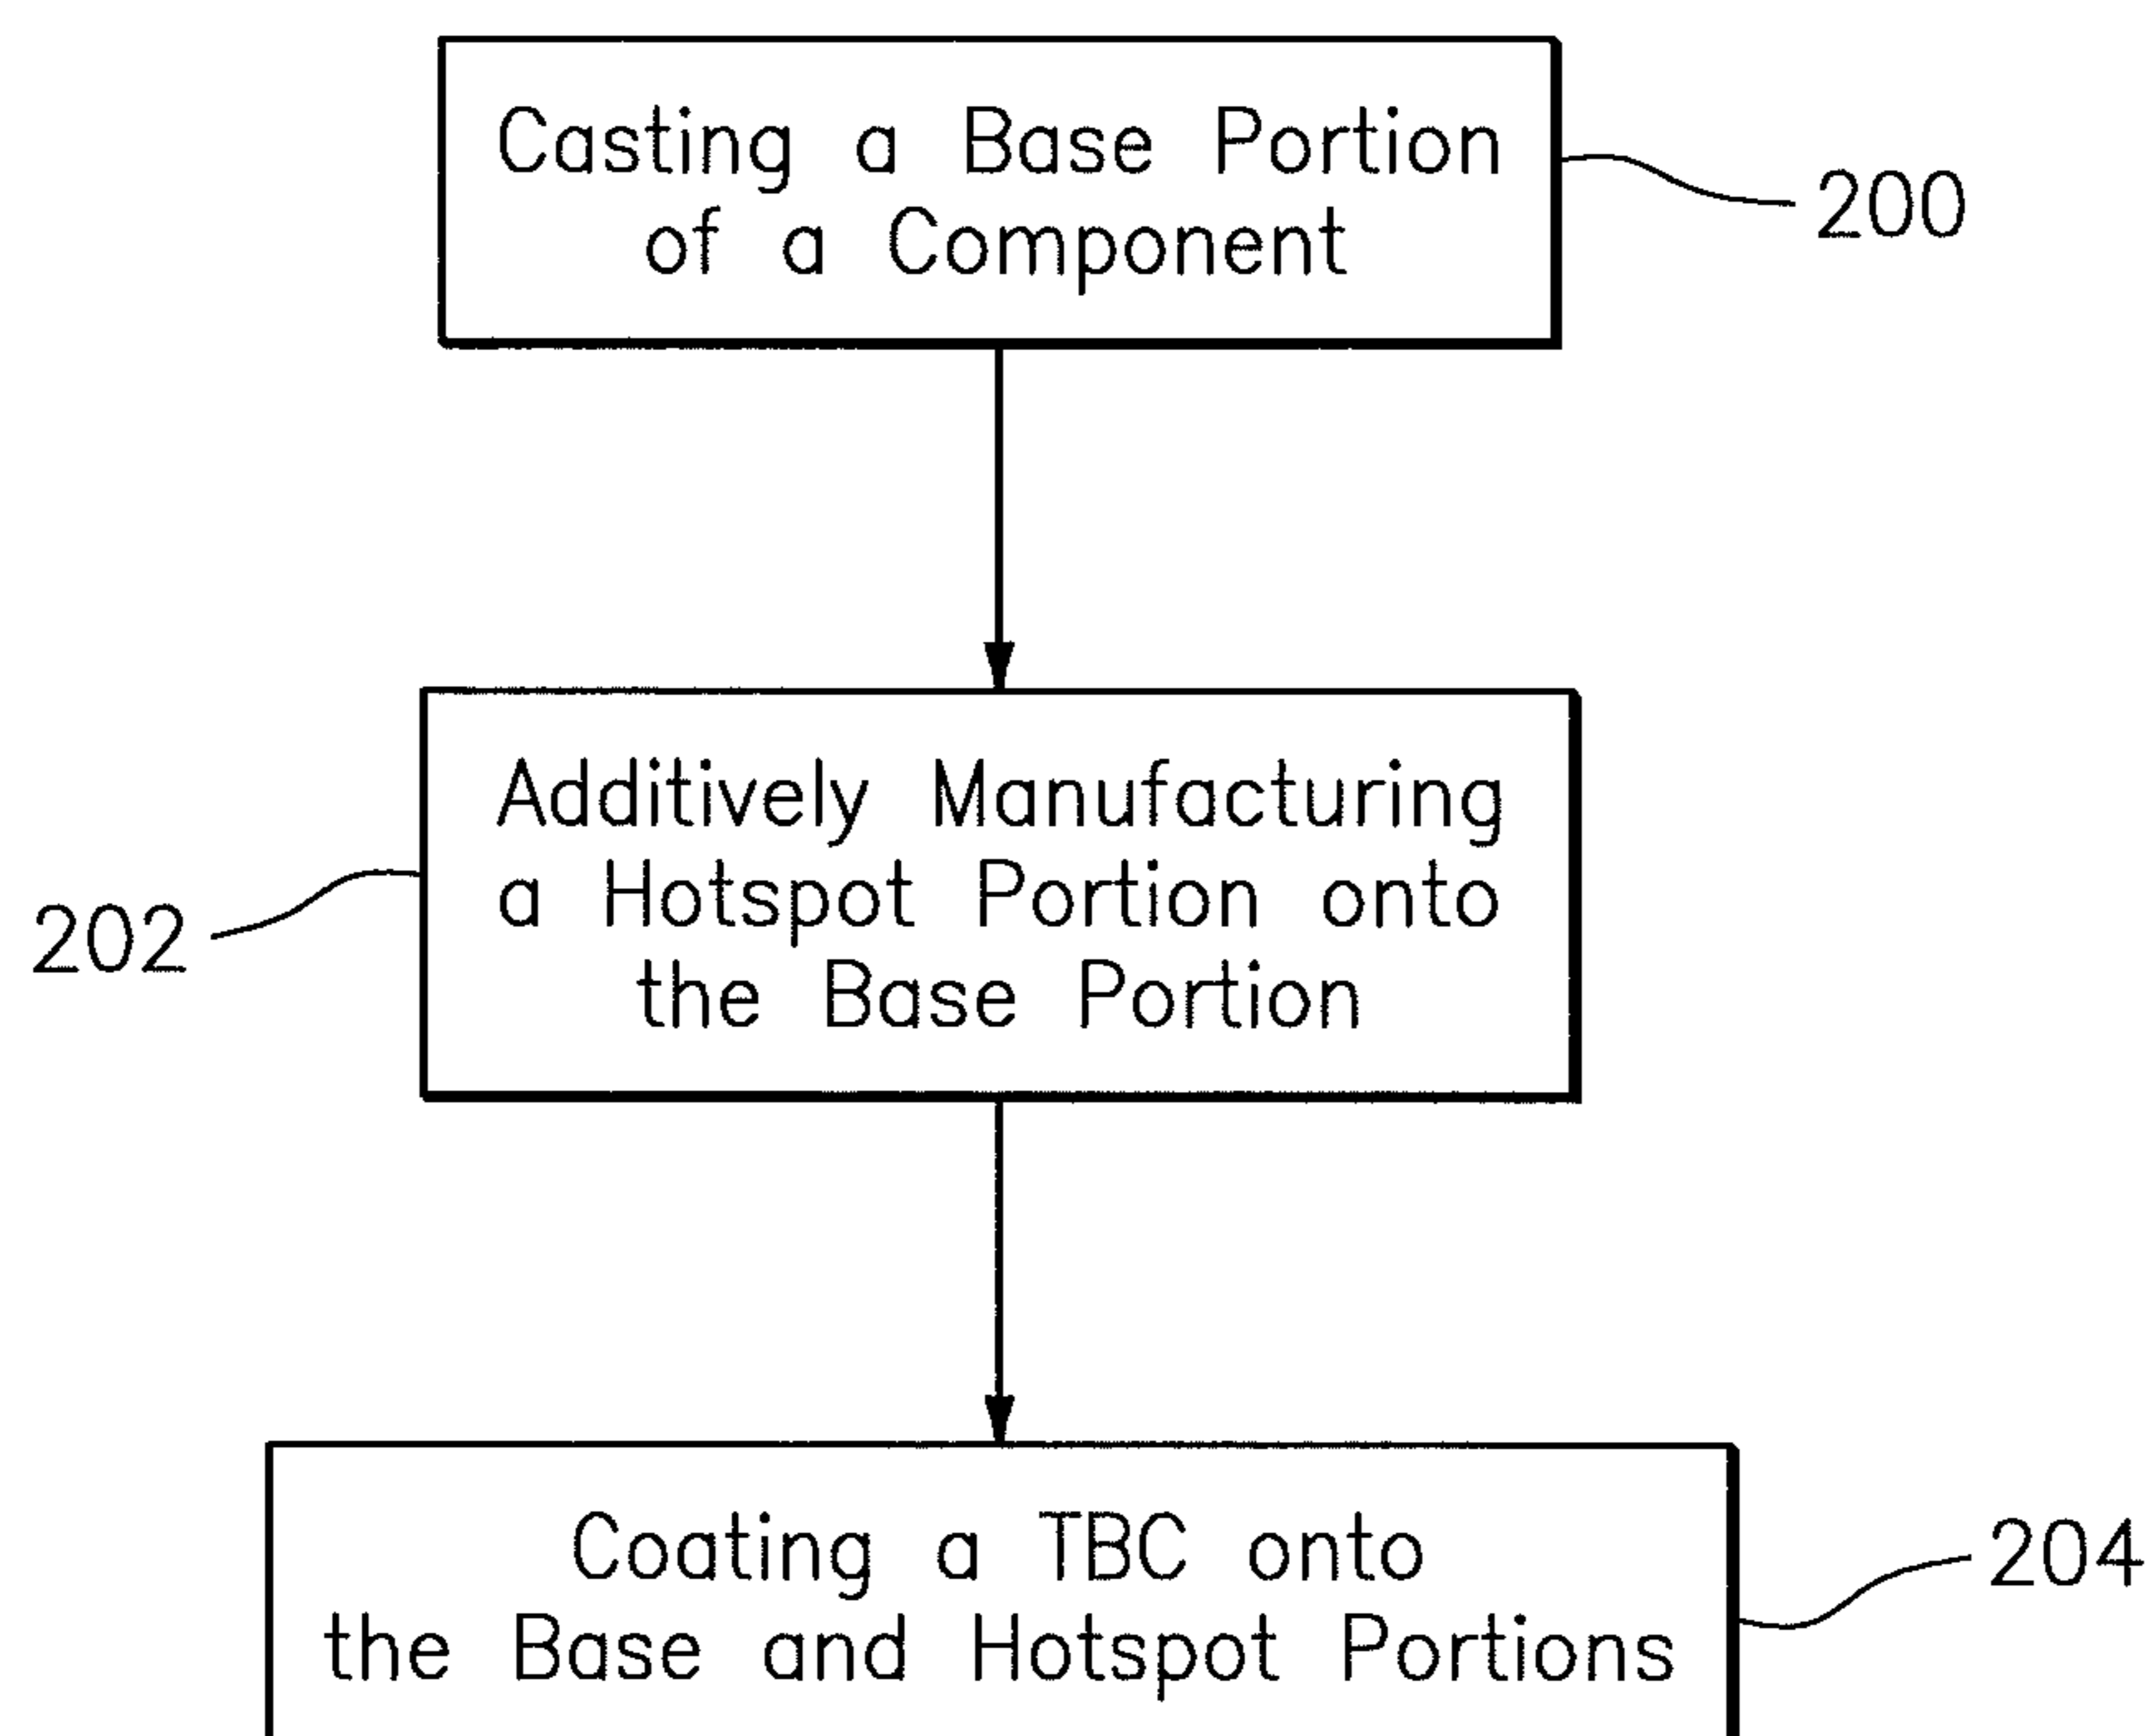 Casting a Base Portion
of a Component
200
Additively Manufacturing
a Hotspot Portion onto
the Base Portion
202
Coating a TBC onto
the Base and Hotspot Portions
204